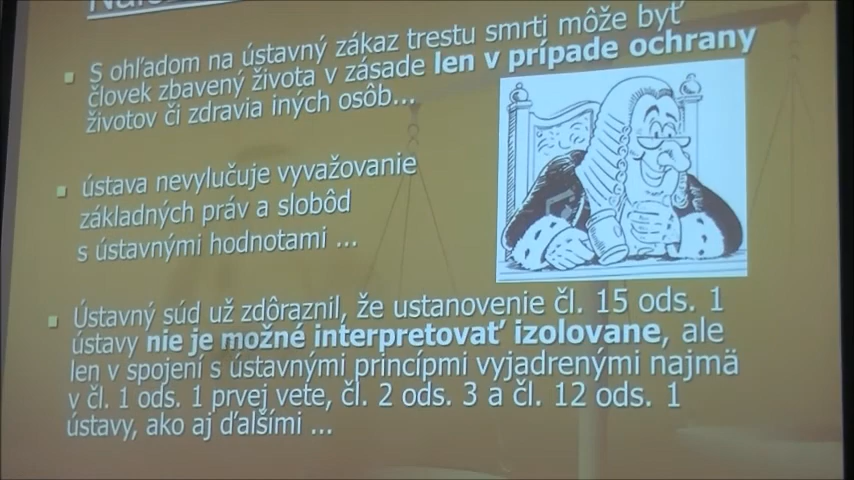 S ohľadom na ústavný zákaz trestu smrti môže byť
človek zbavený života v zásade len v prípade ochrany
životov či zdravia iných osôb...
ústava nevylučuje vyvažovanie
základných práv a slobôd
s ústavnými hodnotami ...
Ústavný súd už zdôraznil, že ustanovenie čl. 15 ods. 1
ústavy nie je možné interpretovať izolovane, ale
len v spojení s ústavnými princípmi vyjadrenými najmä
v čl. 1 ods. 1 prvej vete, čl. 2 ods. 3 a čl. 12 ods. 1
ústavy, ako aj ďalšími ...